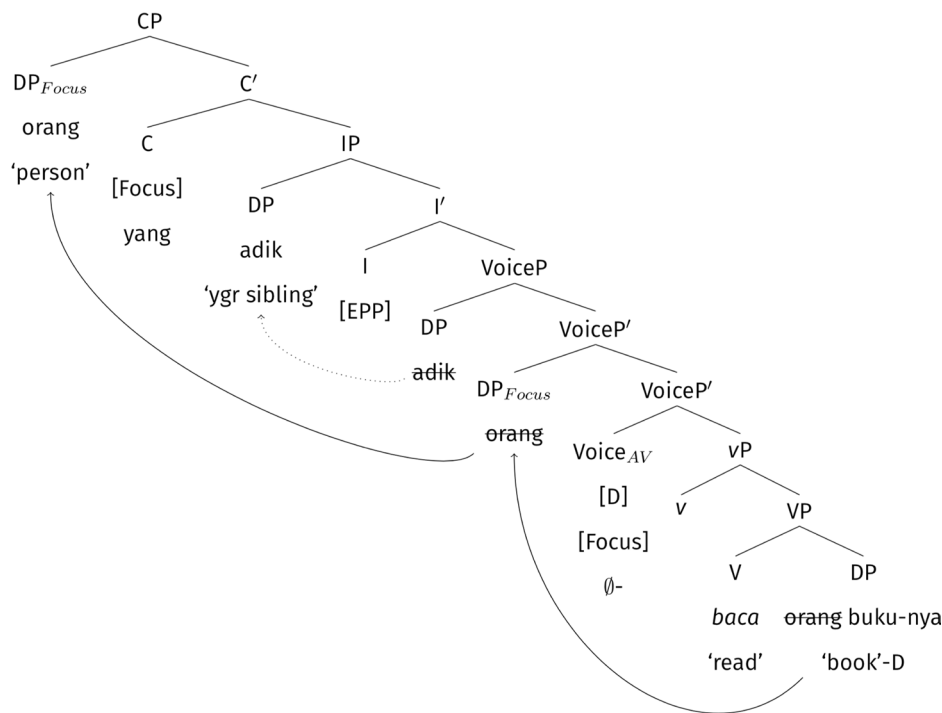 CP
DP_Focus C′
orang
C IP
‘person’
[Focus]
DP I′
yang
adik
I VoiceP
‘ygr sibling’
[EPP]
DP VoiceP′
adik
DP_Focus VoiceP′
orang
Voice_AV vP
[D]
v VP
[Focus]
V DP
∅-
baca orang buku-nya
‘read’ ‘book’-D